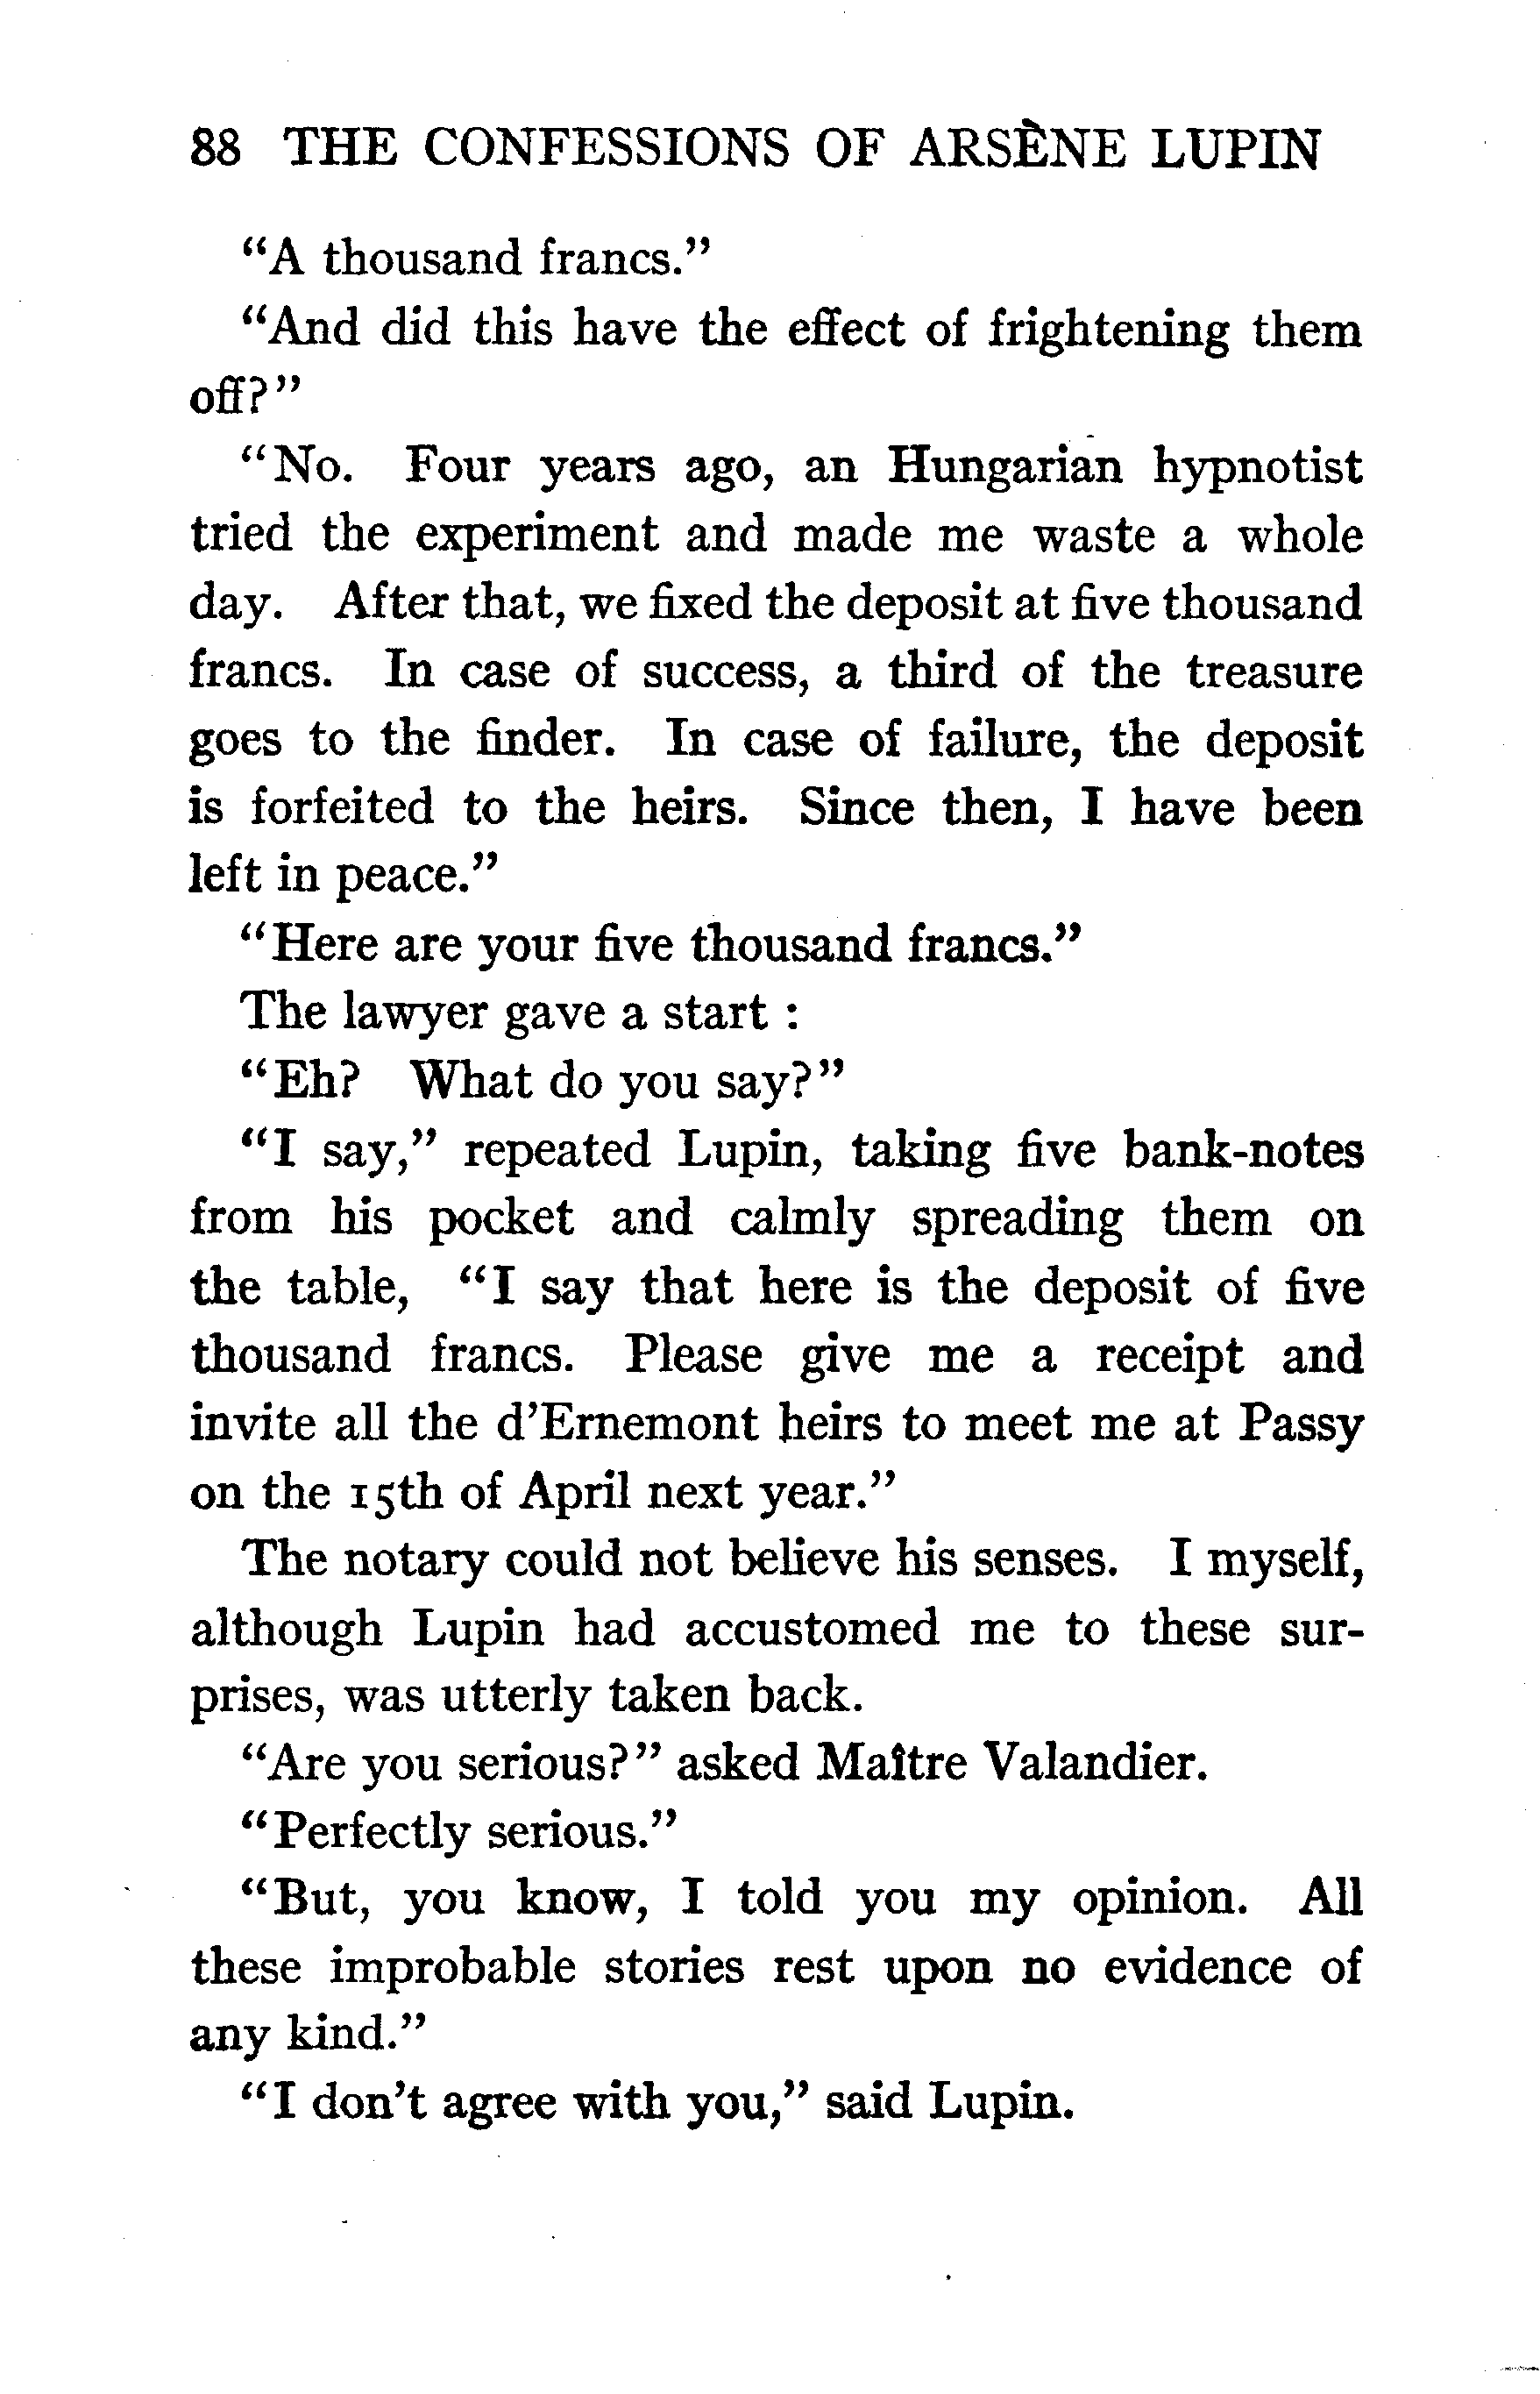 88 THE CONFESSIONS OF ARSÈNE LUPIN
"A thousand francs."
"And did this have the effect of frightening them
off?"
"No. Four years ago, an Hungarian hypnotist
tried the experiment and made me waste a whole
day. After that, we fixed the deposit at five thousand
francs. In case of success, a third of the treasure
goes to the finder. In case of failure, the deposit
is forfeited to the heirs. Since then, I have been
left in peace."
"Here are your five thousand francs."
The lawyer gave a start :
"Eh? What do you say?"
"I say," repeated Lupin, taking five bank-notes
from his pocket and calmly spreading them on
the table, "I say that here is the deposit of five
thousand francs. Please give me a receipt and
invite all the d'Ernemont heirs to meet me at Passy
on the 15th of April next year."
The notary could not believe his senses. I myself,
although Lupin had accustomed me to these sur-
prises, was utterly taken back.
"Are you serious?" asked Maître Valandier.
"Perfectly serious."
"But, you know, I told you my opinion. All
these improbable stories rest upon no evidence of
any kind."
"I don't agree with you," said Lupin.